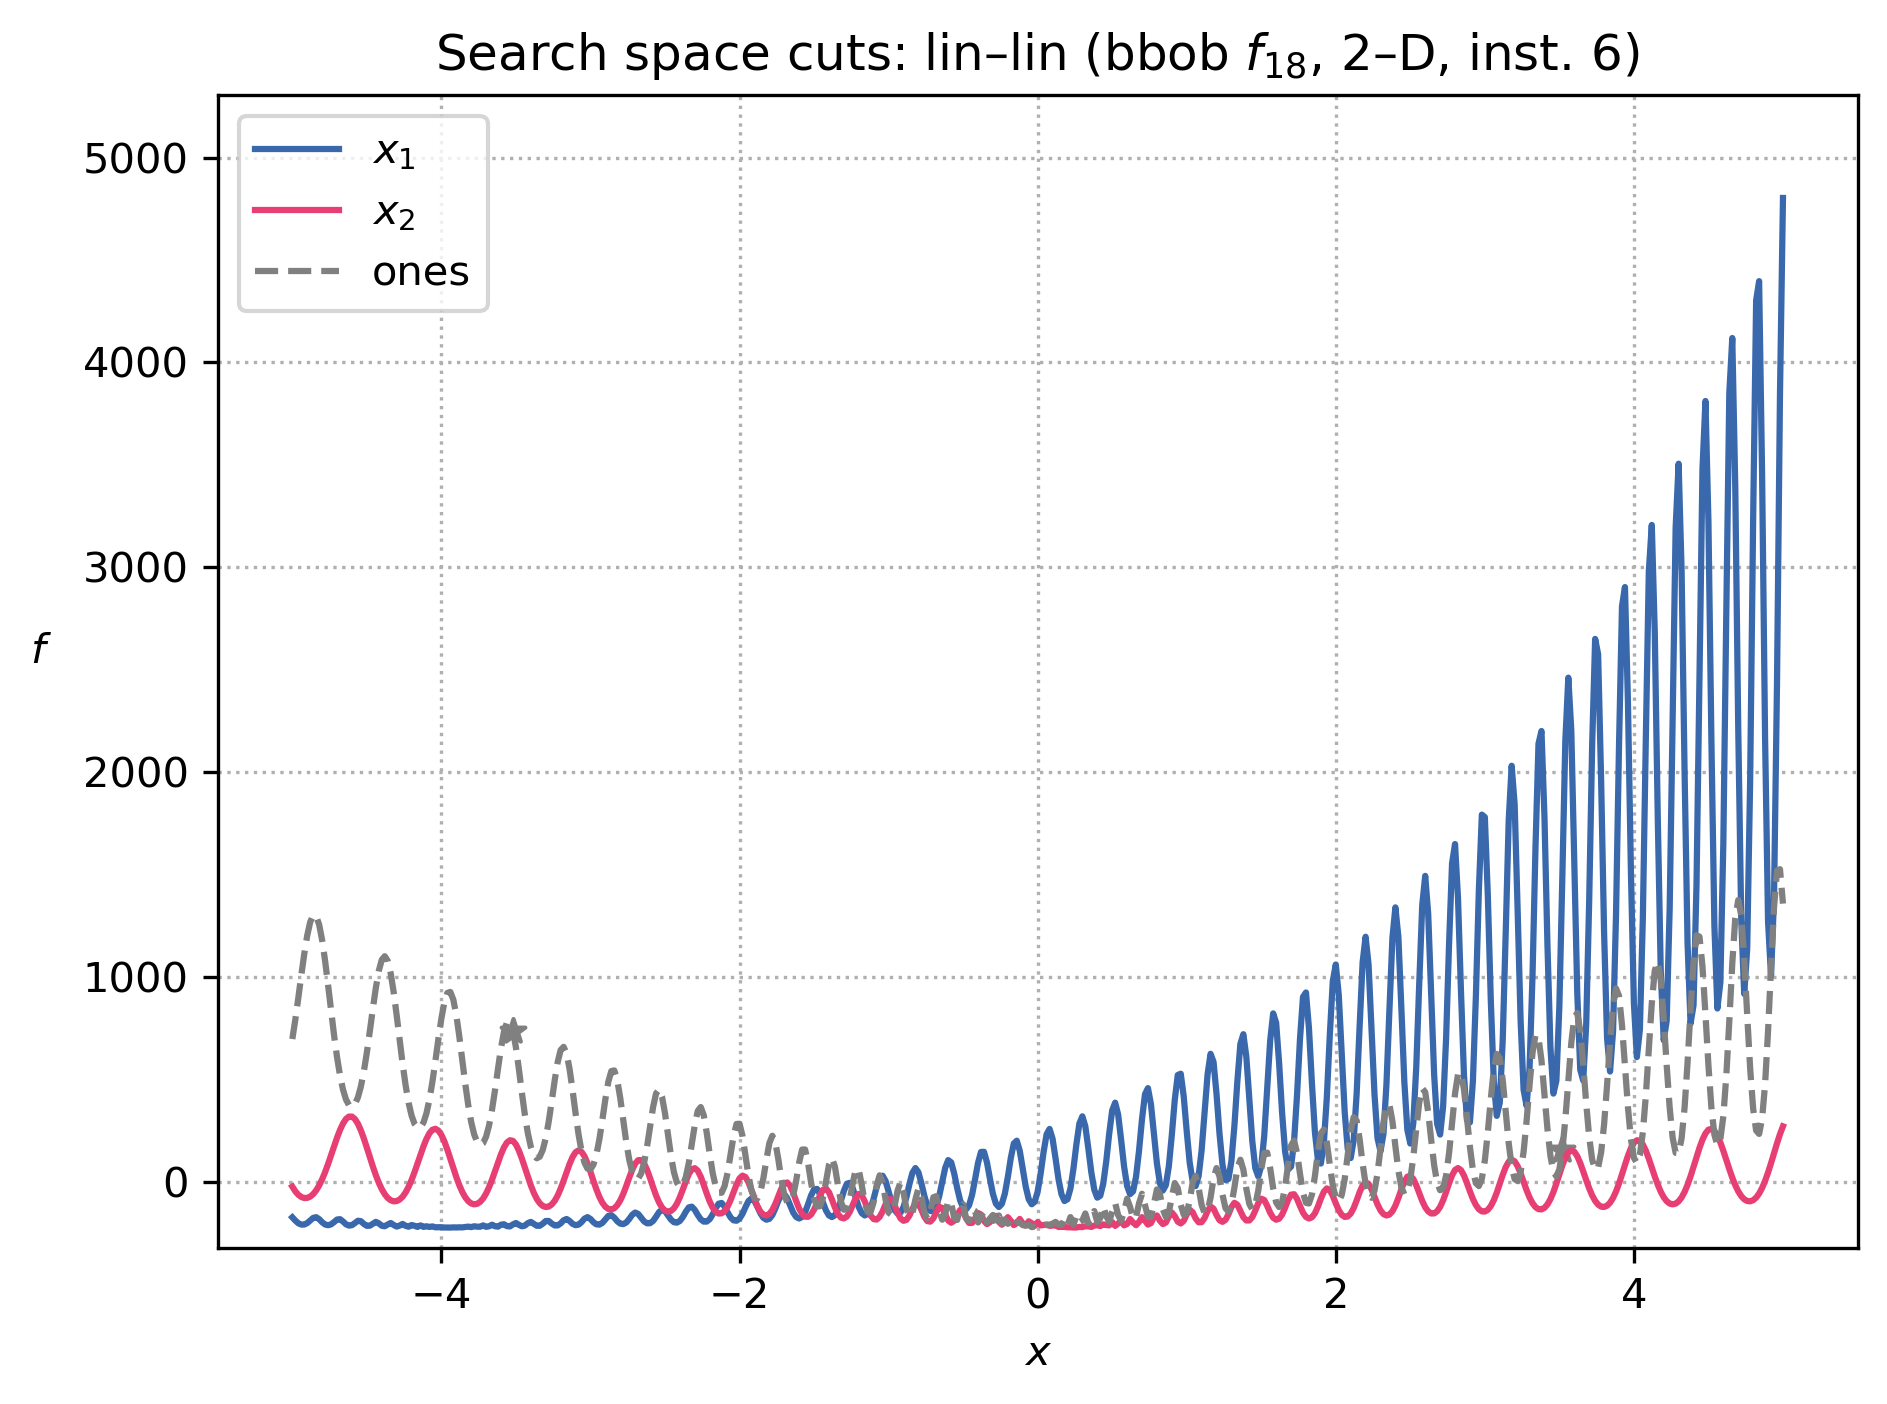 Search space cuts: lin–lin (bbob f₁₈, 2–D, inst. 6)
x₁
x₂
ones
5000
4000
3000
2000
1000
0
f
−4
−2
0
2
4
x